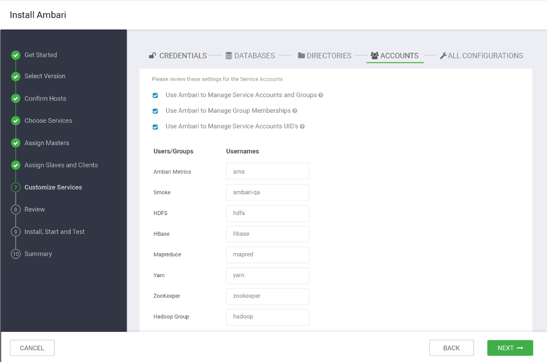 Install Ambari
Get Started
Select Version
Confirm Hosts
Choose Services
Assign Masters
Assign Slaves and Clients
7 Customize Services
8 Review
9 Install, Start and Test
10 Summary
CREDENTIALS DATABASES DIRECTORIES ACCOUNTS ALL CONFIGURATIONS
Please review these settings for the Service Accounts
Use Ambari to Manage Service Accounts and Groups
Use Ambari to Manage Group Memberships
Use Ambari to Manage Service Accounts UID's
Users/Groups Usernames
Ambari Metrics ams
Smoke ambari-qa
HDFS hdfs
HBase hbase
Mapreduce mapred
Yarn yarn
ZooKeeper zookeeper
Hadoop Group hadoop
CANCEL BACK NEXT →